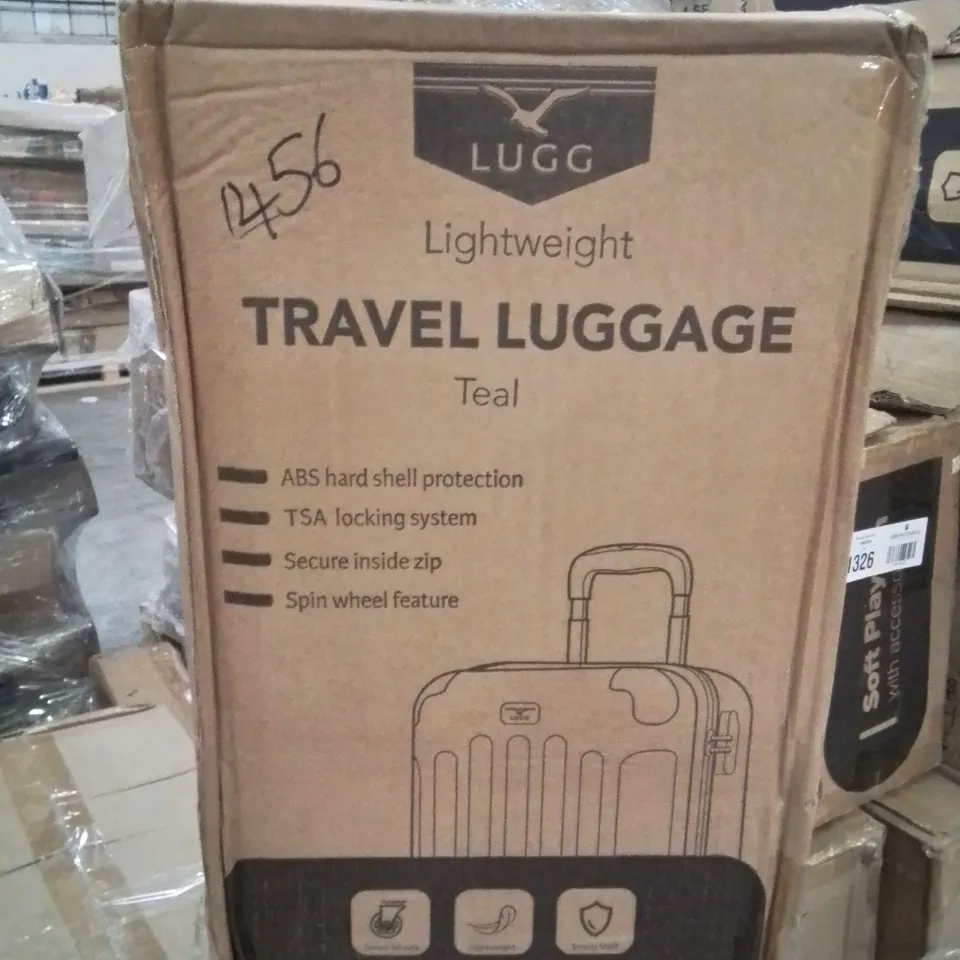 LUGG
1456
Lightweight
TRAVEL LUGGAGE
Teal
ABS hard shell protection
TSA locking system
Secure inside zip
Spin wheel feature
LUGG
Lightweight
1326
Soft Play
with